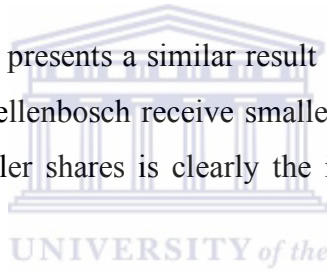 presents a similar result
ellenbosch receive smalle
ler shares is clearly the
UNIVERSITY of the